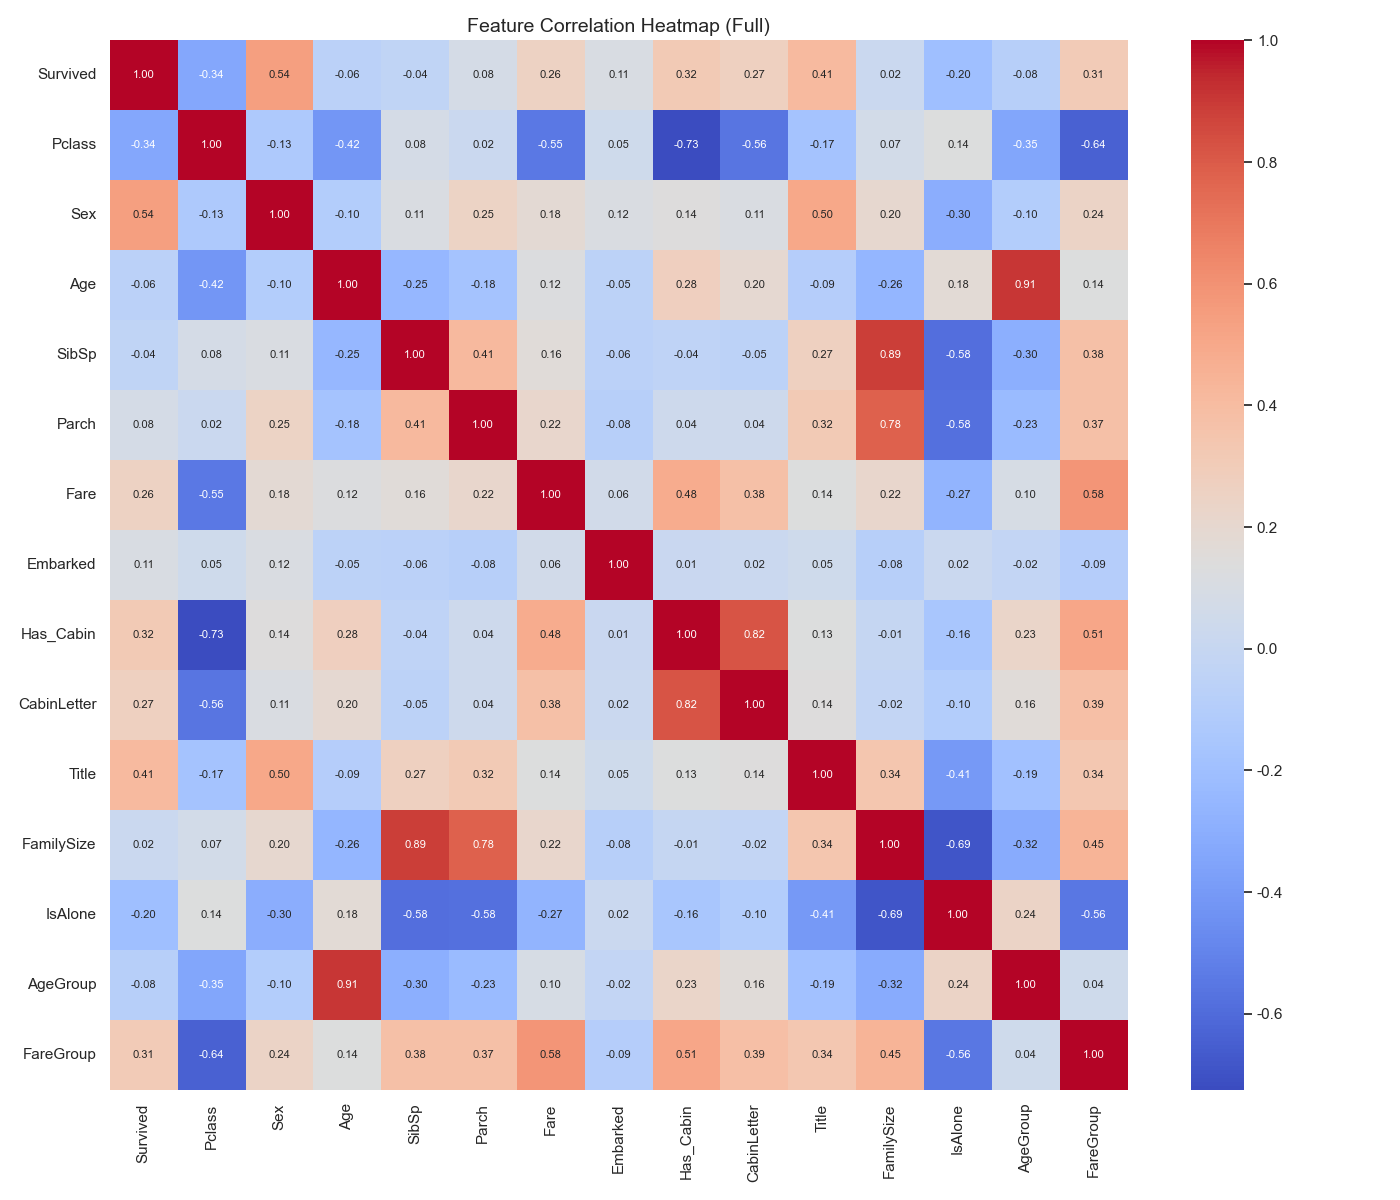 Feature Correlation Heatmap (Full)
Survived 1.00 -0.34 0.54 -0.06 -0.04 0.08 0.26 0.11 0.32 0.27 0.41 0.02 -0.20 -0.08 0.31
Pclass -0.34 1.00 -0.13 -0.42 0.08 0.02 -0.55 0.05 -0.73 -0.56 -0.17 0.07 0.14 -0.35 -0.64
Sex 0.54 -0.13 1.00 -0.10 0.11 0.25 0.18 0.12 0.14 0.11 0.50 0.20 -0.30 -0.10 0.24
Age -0.06 -0.42 -0.10 1.00 -0.25 -0.18 0.12 -0.05 0.28 0.20 -0.09 -0.26 0.18 0.91 0.14
SibSp -0.04 0.08 0.11 -0.25 1.00 0.41 0.16 -0.06 -0.04 -0.05 0.27 0.89 -0.58 -0.30 0.38
Parch 0.08 0.02 0.25 -0.18 0.41 1.00 0.22 -0.08 0.04 0.04 0.32 0.78 -0.58 -0.23 0.37
Fare 0.26 -0.55 0.18 0.12 0.16 0.22 1.00 0.06 0.48 0.38 0.14 0.22 -0.27 0.10 0.58
Embarked 0.11 0.05 0.12 -0.05 -0.06 -0.08 0.06 1.00 0.01 0.02 0.05 -0.08 0.02 -0.02 -0.09
Has_Cabin 0.32 -0.73 0.14 0.28 -0.04 0.04 0.48 0.01 1.00 0.82 0.13 -0.01 -0.16 0.23 0.51
CabinLetter 0.27 -0.56 0.11 0.20 -0.05 0.04 0.38 0.02 0.82 1.00 0.14 -0.02 -0.10 0.16 0.39
Title 0.41 -0.17 0.50 -0.09 0.27 0.32 0.14 0.05 0.13 0.14 1.00 0.34 -0.41 -0.19 0.34
FamilySize 0.02 0.07 0.20 -0.26 0.89 0.78 0.22 -0.08 -0.01 -0.02 0.34 1.00 -0.69 -0.32 0.45
IsAlone -0.20 0.14 -0.30 0.18 -0.58 -0.58 -0.27 0.02 -0.16 -0.10 -0.41 -0.69 1.00 0.24 -0.56
AgeGroup -0.08 -0.35 -0.10 0.91 -0.30 -0.23 0.10 -0.02 0.23 0.16 -0.19 -0.32 0.24 1.00 0.04
FareGroup 0.31 -0.64 0.24 0.14 0.38 0.37 0.58 -0.09 0.51 0.39 0.34 0.45 -0.56 0.04 1.00
Survived Pclass Sex Age SibSp Parch Fare Embarked Has_Cabin CabinLetter Title FamilySize IsAlone AgeGroup FareGroup
1.0
0.8
0.6
0.4
0.2
0.0
-0.2
-0.4
-0.6